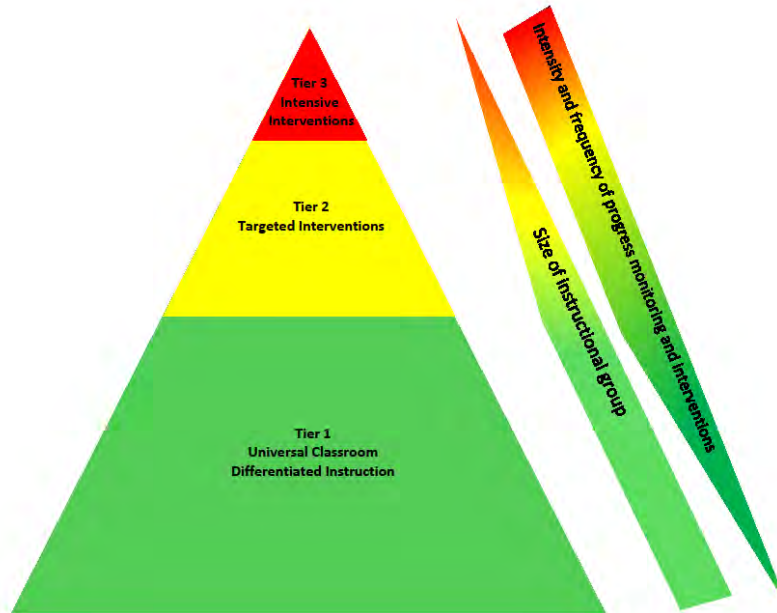 Tier 3
Intensive
Interventions
Tier 2
Targeted Interventions
Tier 1
Universal Classroom
Differentiated Instruction
Size of instructional group
Intensity and frequency of progress monitoring and interventions